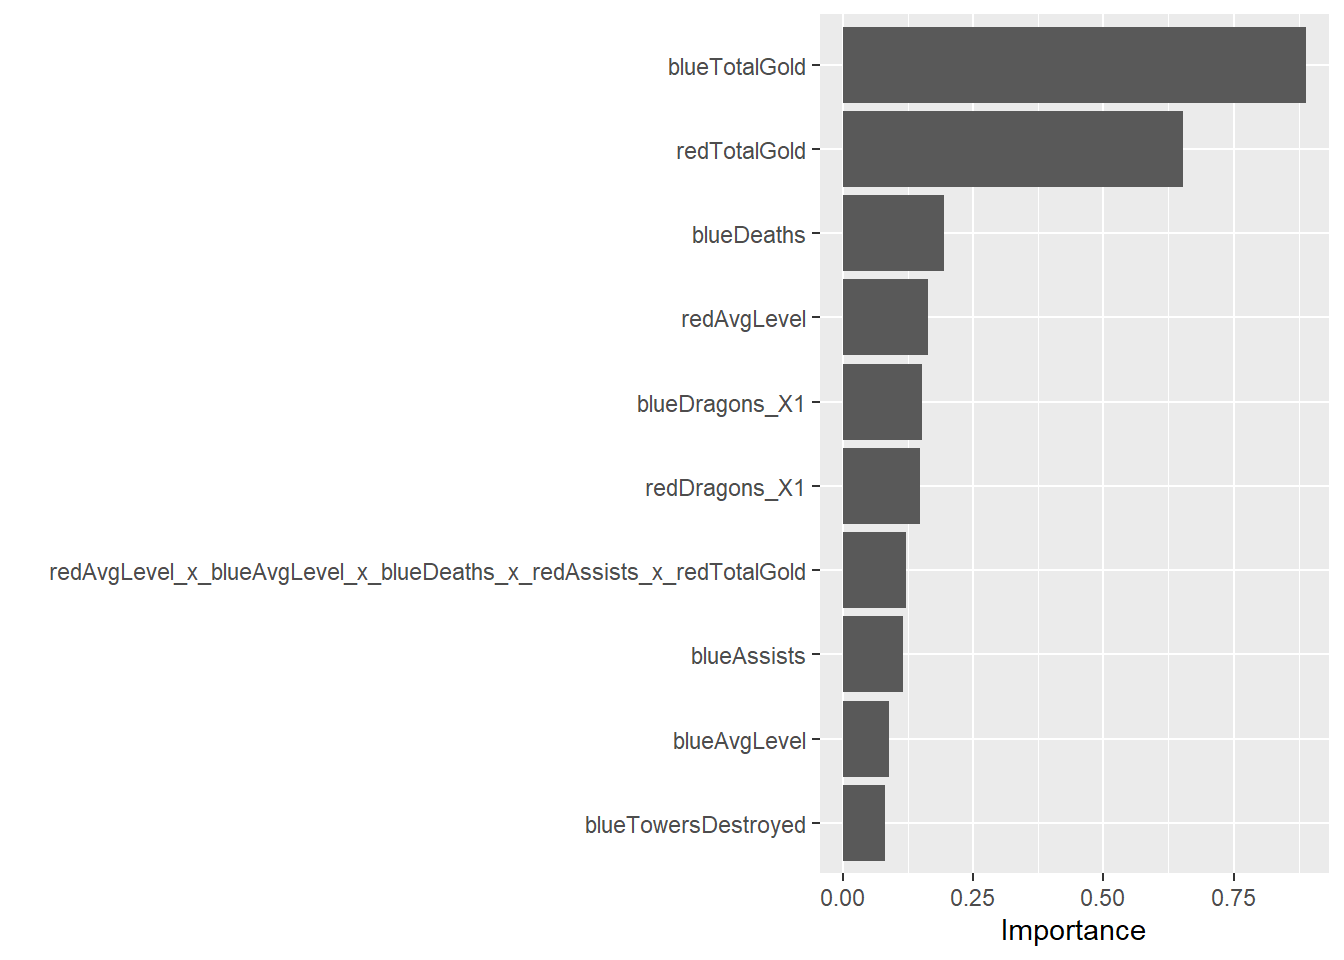 blueTotalGold
redTotalGold
blueDeaths
redAvgLevel
blueDragons_X1
redDragons_X1
redAvgLevel_x_blueAvgLevel_x_blueDeaths_x_redAssists_x_redTotalGold
blueAssists
blueAvgLevel
blueTowersDestroyed
0.00 0.25 0.50 0.75
Importance